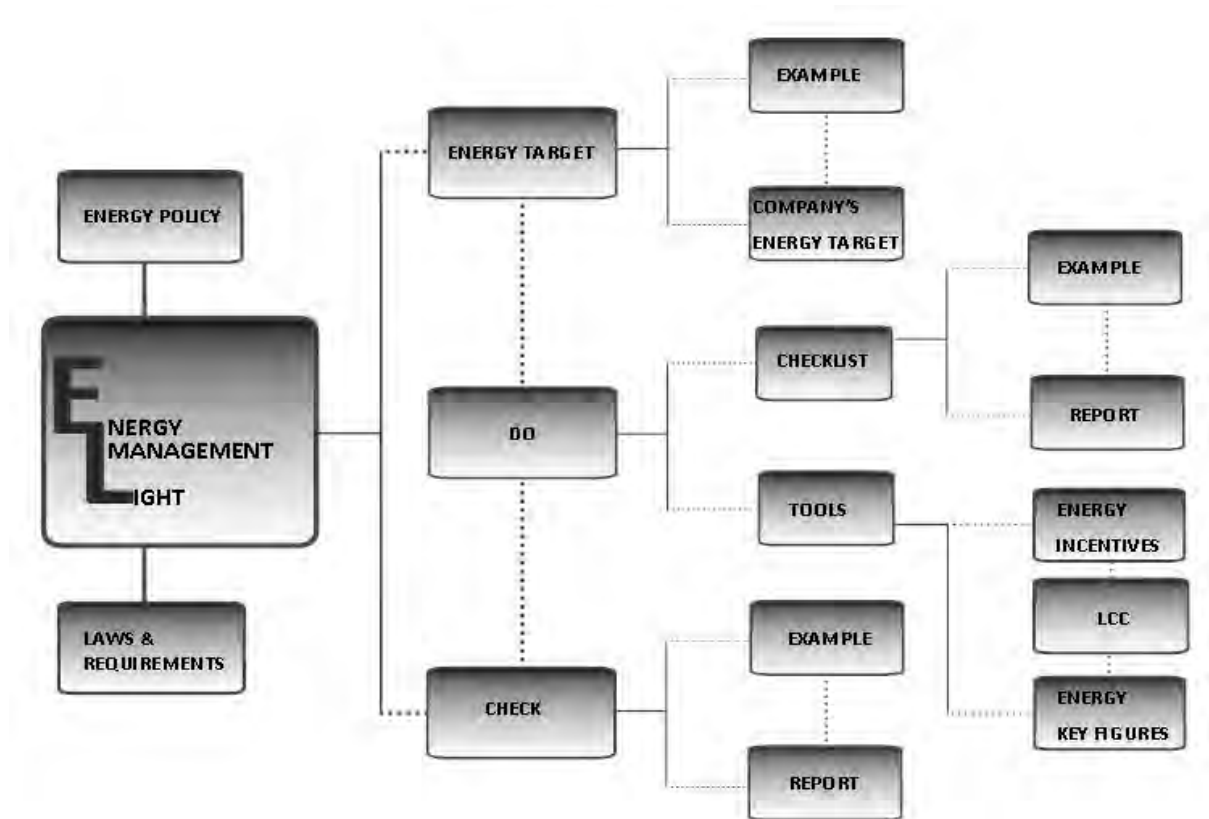 EXAMPLE
ENERGY TARGET
COMPANY'S
ENERGY TARGET
ENERGY POLICY
ENERGY
MANAGEMENT
LIGHT
LAWS &
REQUIREMENTS
DO
CHECKLIST
EXAMPLE
REPORT
TOOLS
ENERGY
INCENTIVES
LCC
ENERGY
KEY FIGURES
CHECK
EXAMPLE
REPORT